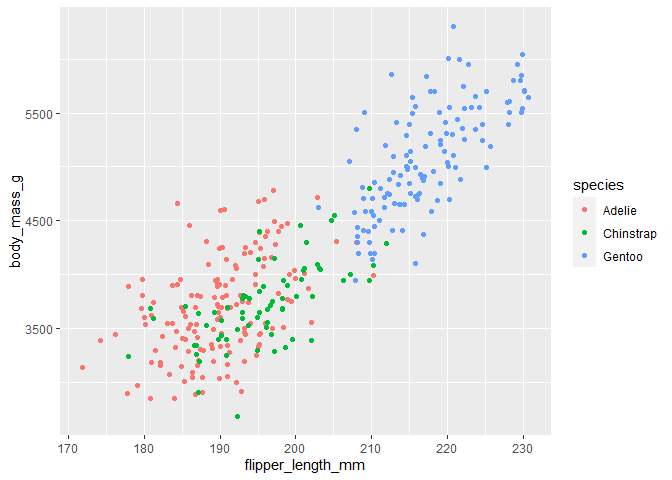 5500
4500
3500
body_mass_g
170
180
190
200
210
220
230
flipper_length_mm
species
Adelie
Chinstrap
Gentoo